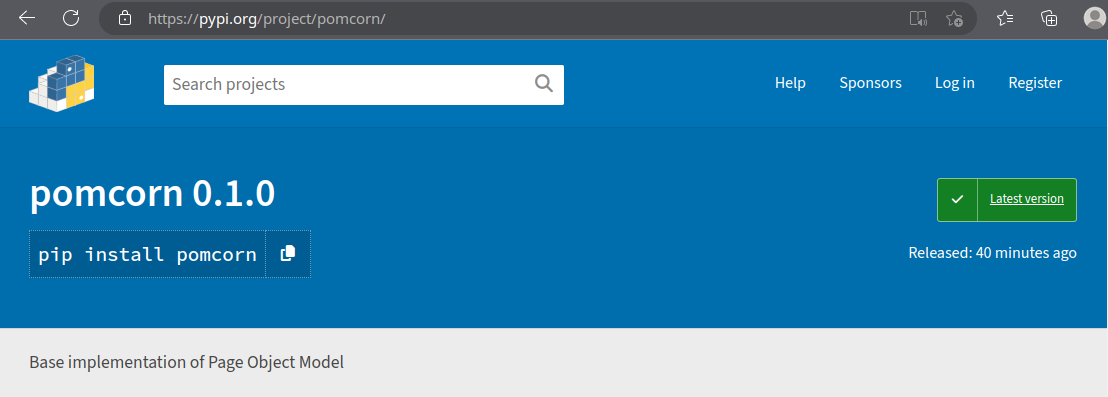 https://pypi.org/project/pomcorn/
Search projects
Help Sponsors Log in Register
pomcorn 0.1.0
Latest version
pip install pomcorn
Released: 40 minutes ago
Base implementation of Page Object Model